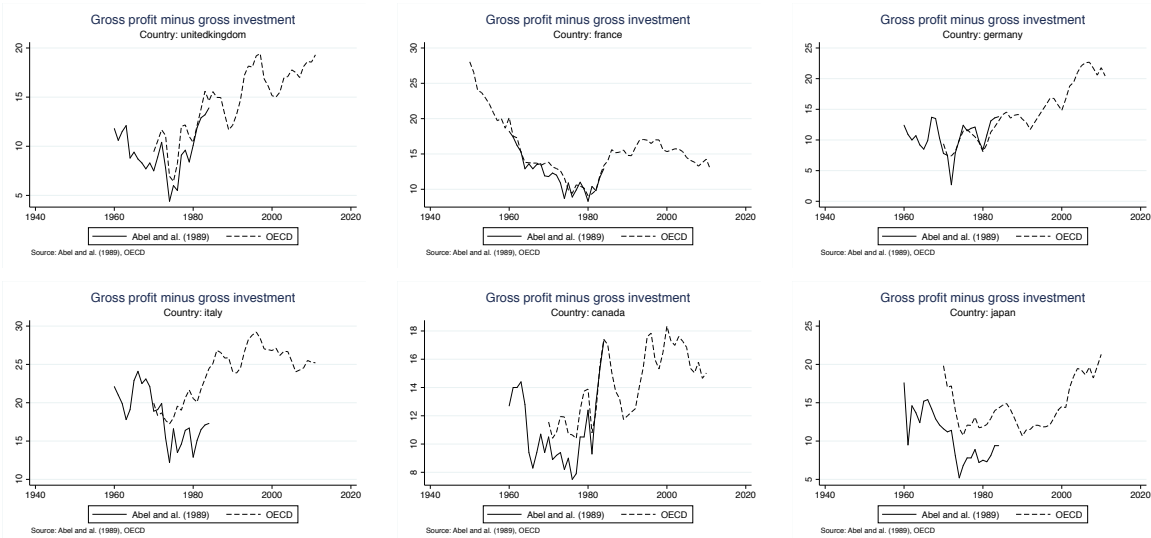 Gross profit minus gross investment
Country: unitedkingdom
20
15
10
5
1940 1960 1980 2000 2020
Abel and al. (1989) OECD
Source: Abel and al. (1989), OECD
Gross profit minus gross investment
Country: france
30
25
20
15
10
1940 1960 1980 2000 2020
Abel and al. (1989) OECD
Source: Abel and al. (1989), OECD
Gross profit minus gross investment
Country: germany
25
20
15
10
5
0
1940 1960 1980 2000 2020
Abel and al. (1989) OECD
Source: Abel and al. (1989), OECD
Gross profit minus gross investment
Country: italy
30
25
20
15
10
1940 1960 1980 2000 2020
Abel and al. (1989) OECD
Source: Abel and al. (1989), OECD
Gross profit minus gross investment
Country: canada
18
16
14
12
10
8
1940 1960 1980 2000 2020
Abel and al. (1989) OECD
Source: Abel and al. (1989), OECD
Gross profit minus gross investment
Country: japan
25
20
15
10
5
1940 1960 1980 2000 2020
Abel and al. (1989) OECD
Source: Abel and al. (1989), OECD